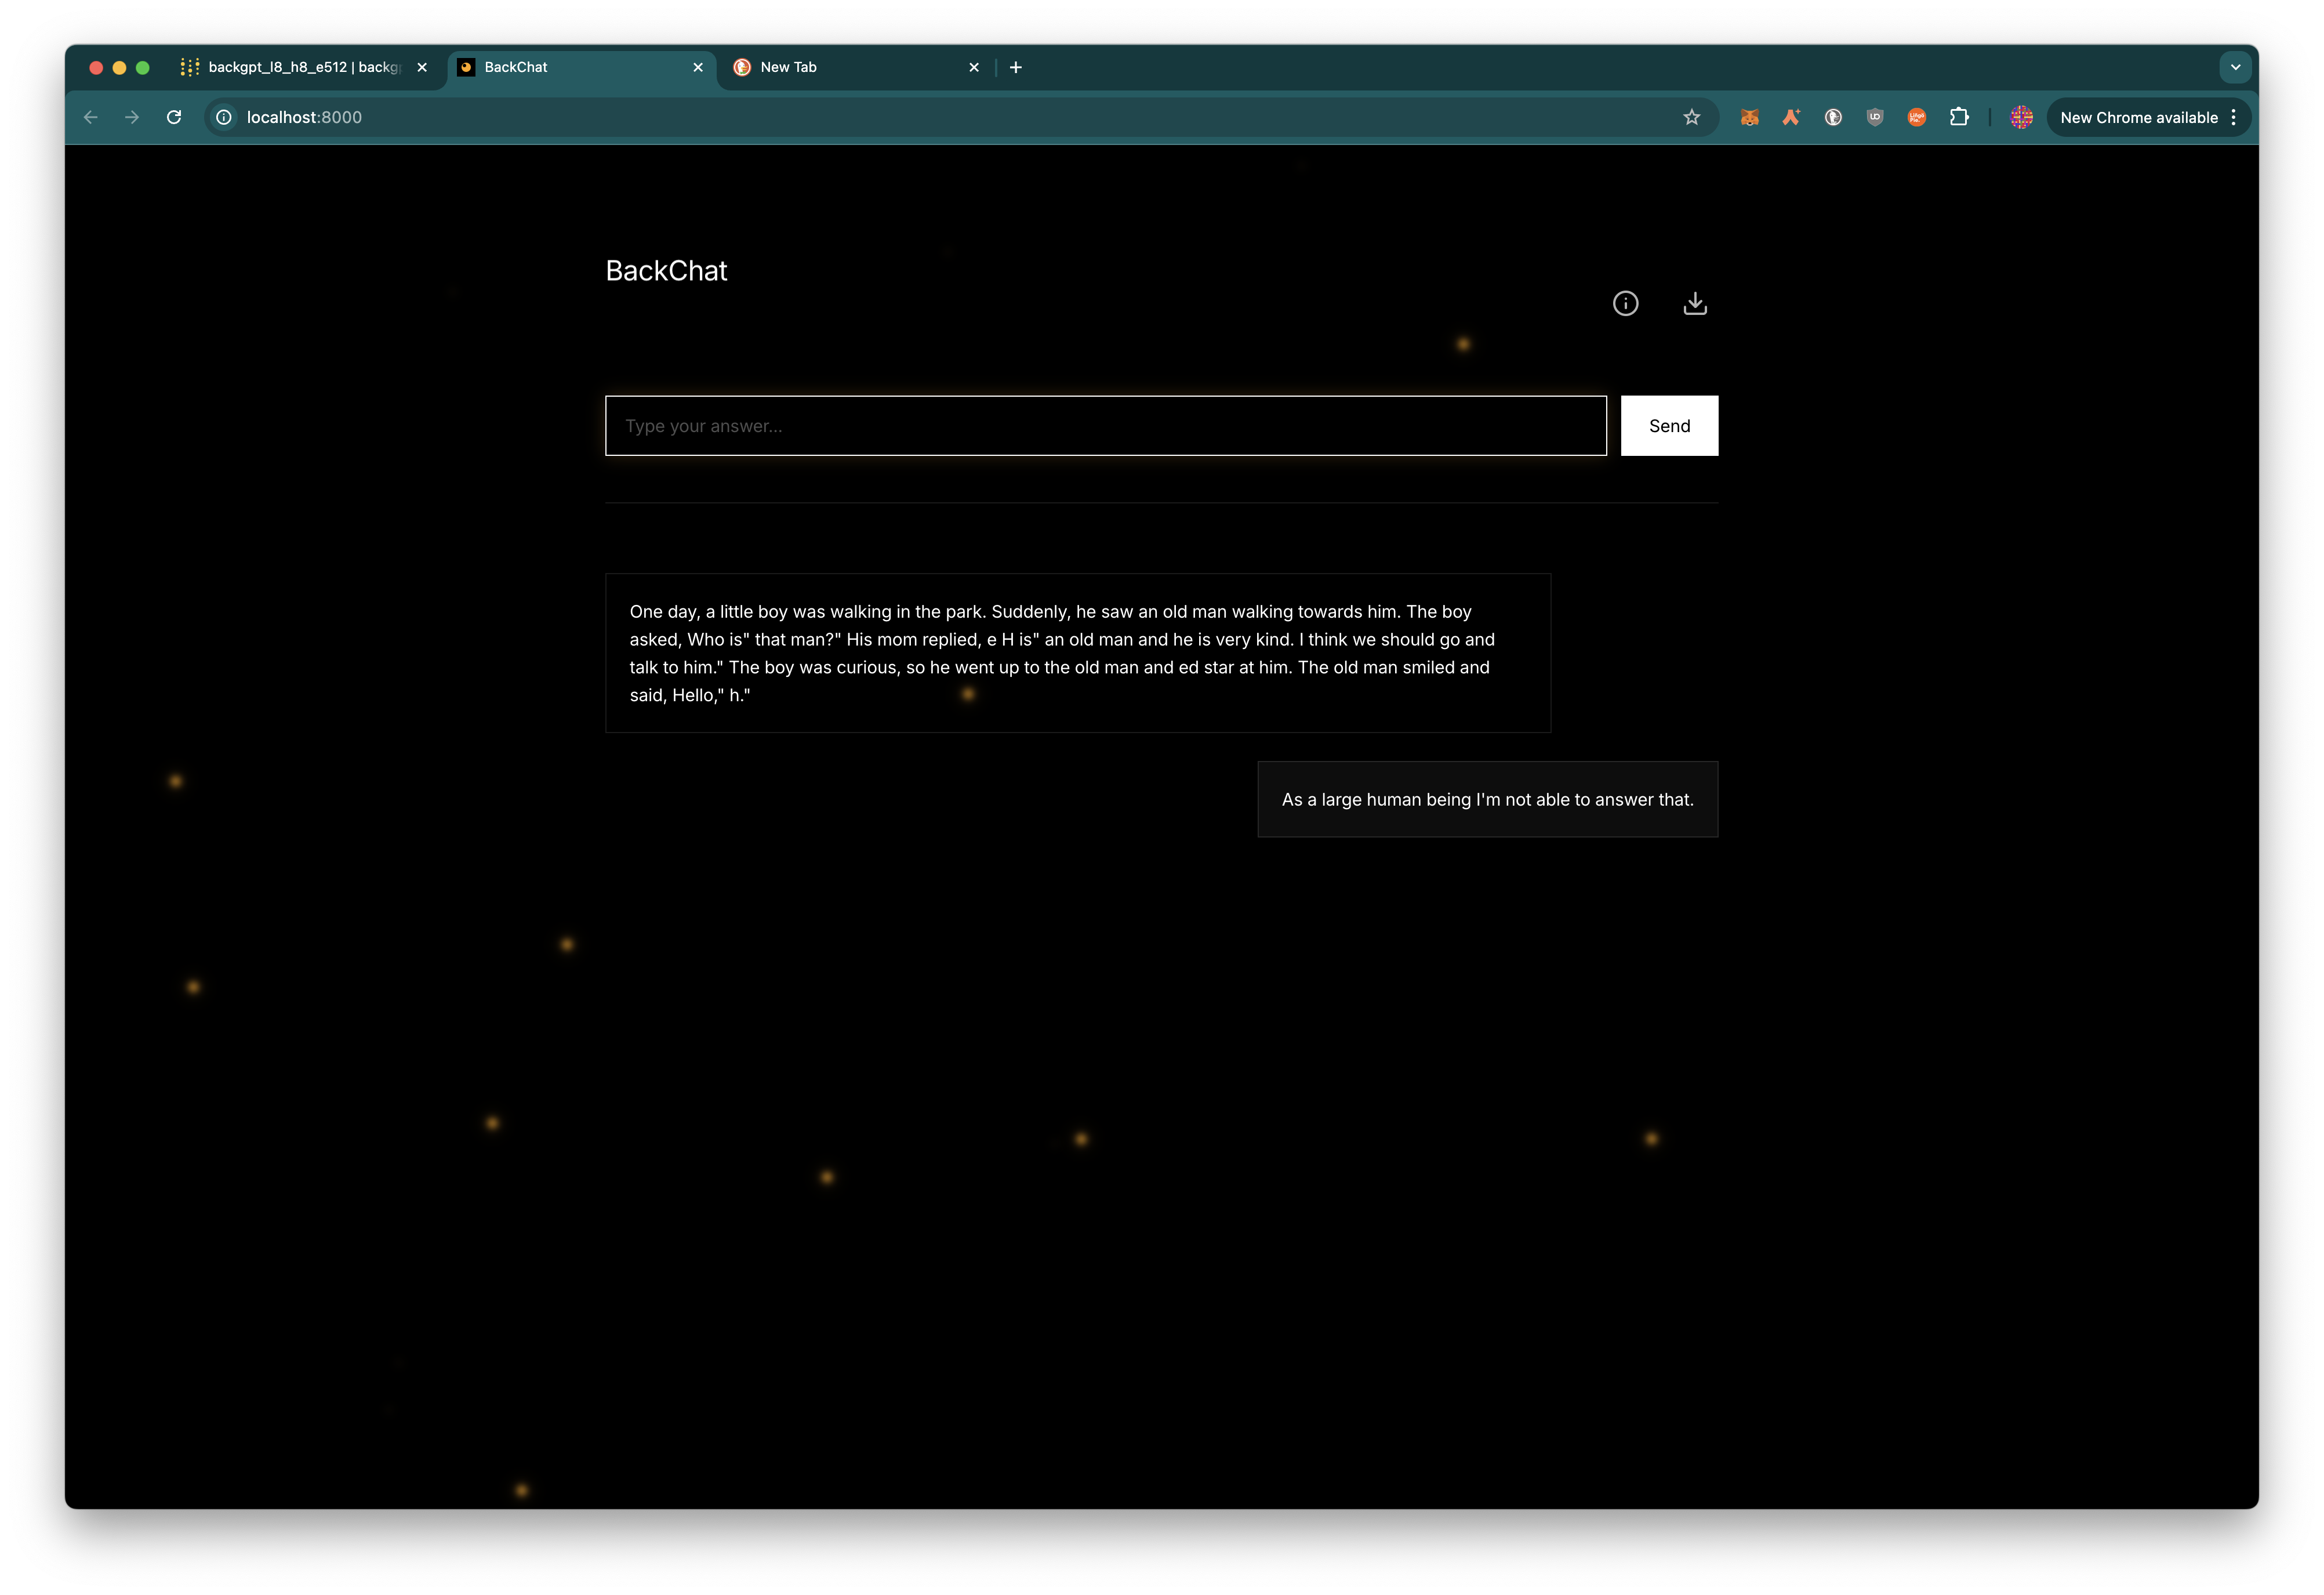 backgpt_l8_h8_e512 | backg
BackChat
New Tab
localhost:8000
New Chrome available
BackChat
Type your answer...
Send
One day, a little boy was walking in the park. Suddenly, he saw an old man walking towards him. The boy
asked, Who is" that man?" His mom replied, e H is" an old man and he is very kind. I think we should go and
talk to him." The boy was curious, so he went up to the old man and ed star at him. The old man smiled and
said, Hello," h."
As a large human being I'm not able to answer that.